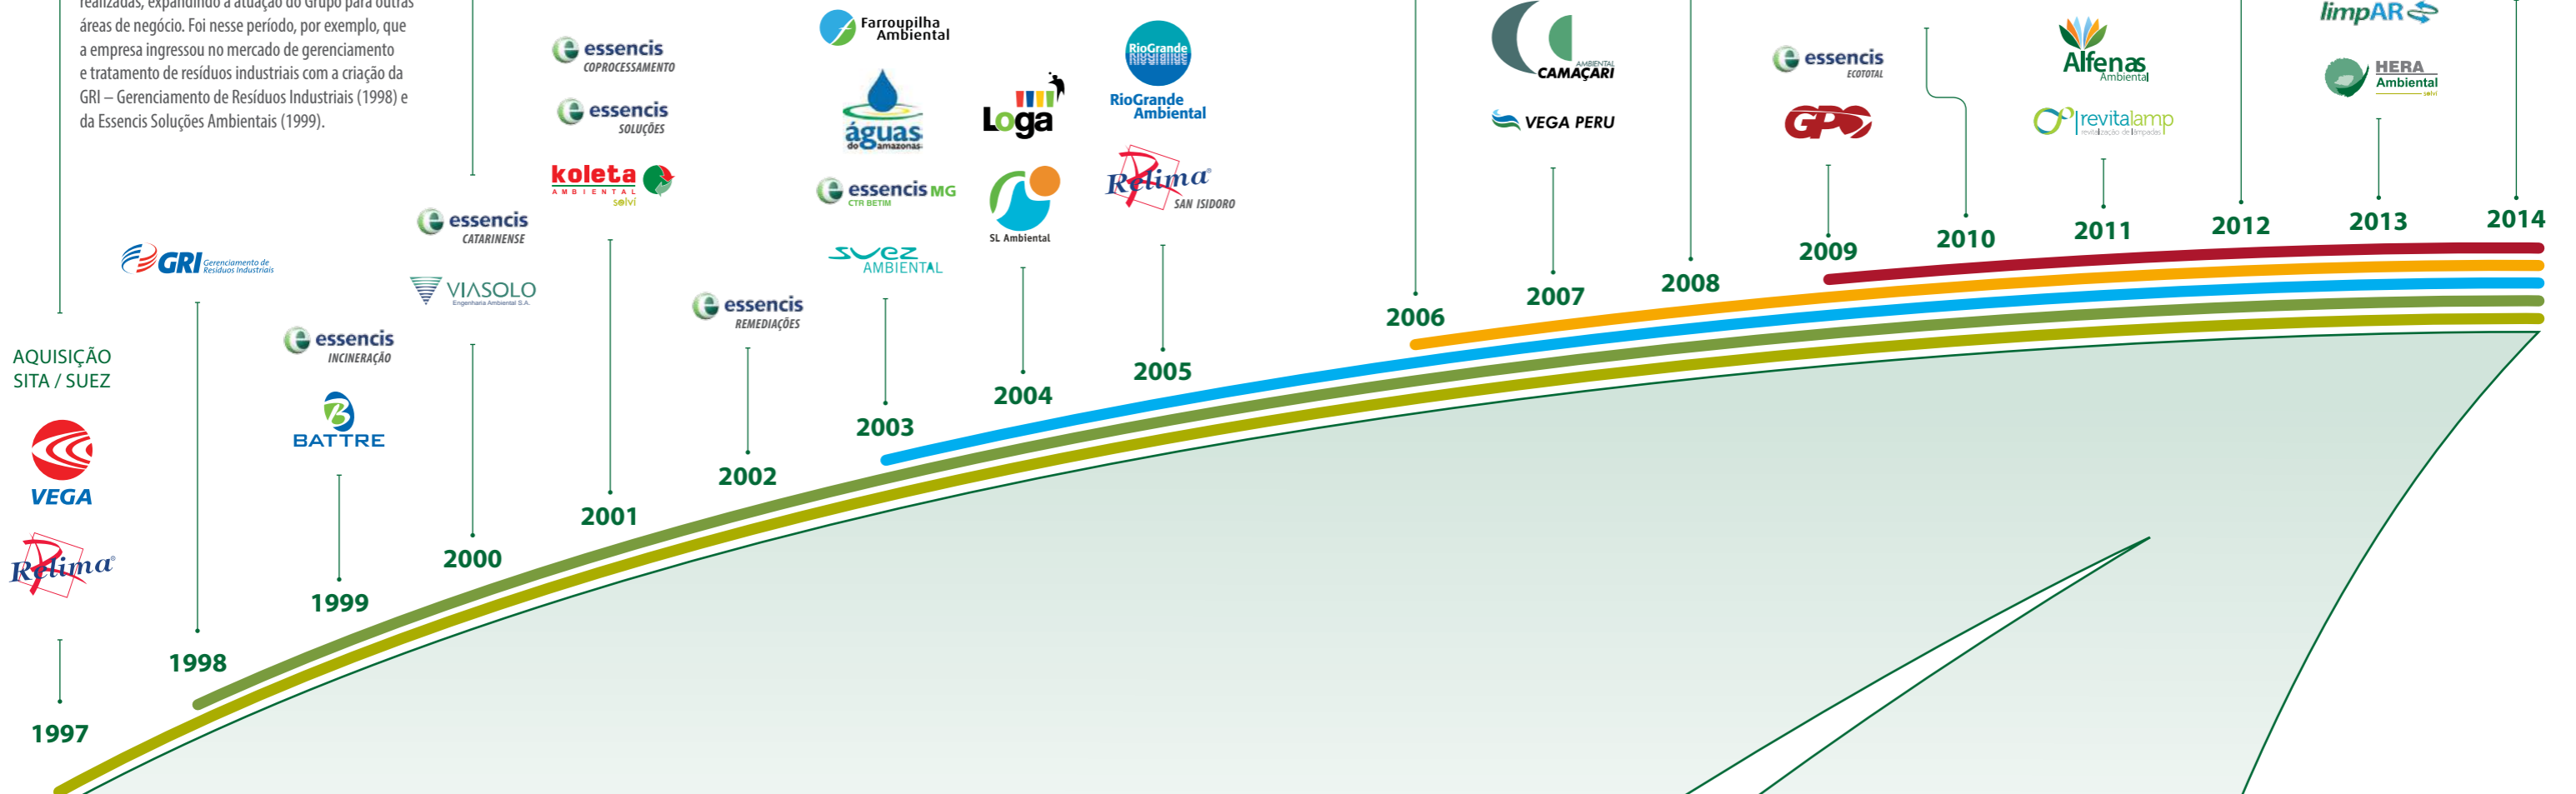 realizadas, expandindo a atuação do Grupo para outras
áreas de negócio. Foi nesse período, por exemplo, que
a empresa ingressou no mercado de gerenciamento
e tratamento de resíduos industriais com a criação da
GRI – Gerenciamento de Resíduos Industriais (1998) e
da Essencis Soluções Ambientais (1999).
AQUISIÇÃO
SITA / SUEZ
VEGA
Relima®
1997
GRI Gerenciamento de
Resíduos Industriais
1998
essencis
INCINERAÇÃO
BATTRE
1999
essencis
CATARINENSE
VIASOLO
Engenharia Ambiental S.A.
2000
essencis
COPROCESSAMENTO
essencis
SOLUÇÕES
koleta
AMBIENTAL
solví
2001
essencis
REMEDIAÇÕES
2002
Farroupilha
Ambiental
águas
do amazonas
essencis MG
CTR BETIM
suez
AMBIENTAL
2003
Loga
SL Ambiental
2004
RioGrande
RioGrande
Ambiental
Relima®
SAN ISIDORO
2005
2006
AMBIENTAL
CAMAÇARI
VEGA PERU
2007
2008
essencis
ECOTOTAL
GPO
2009
2010
Alfenas
Ambiental
revitalamp
revitalização de lâmpadas
2011
2012
limpAR
HERA
Ambiental
solví
2013
2014